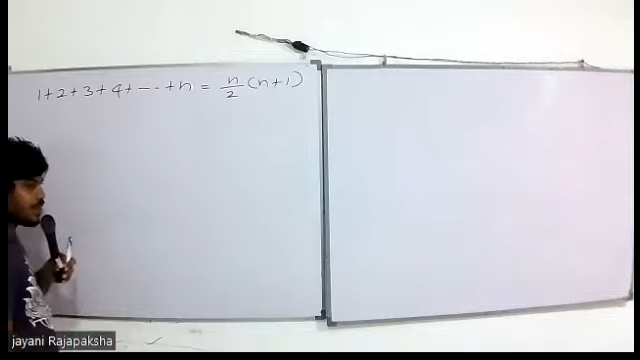 1+2+3+4+-----+n = n/2 (n+1)
jayani Rajapaksha